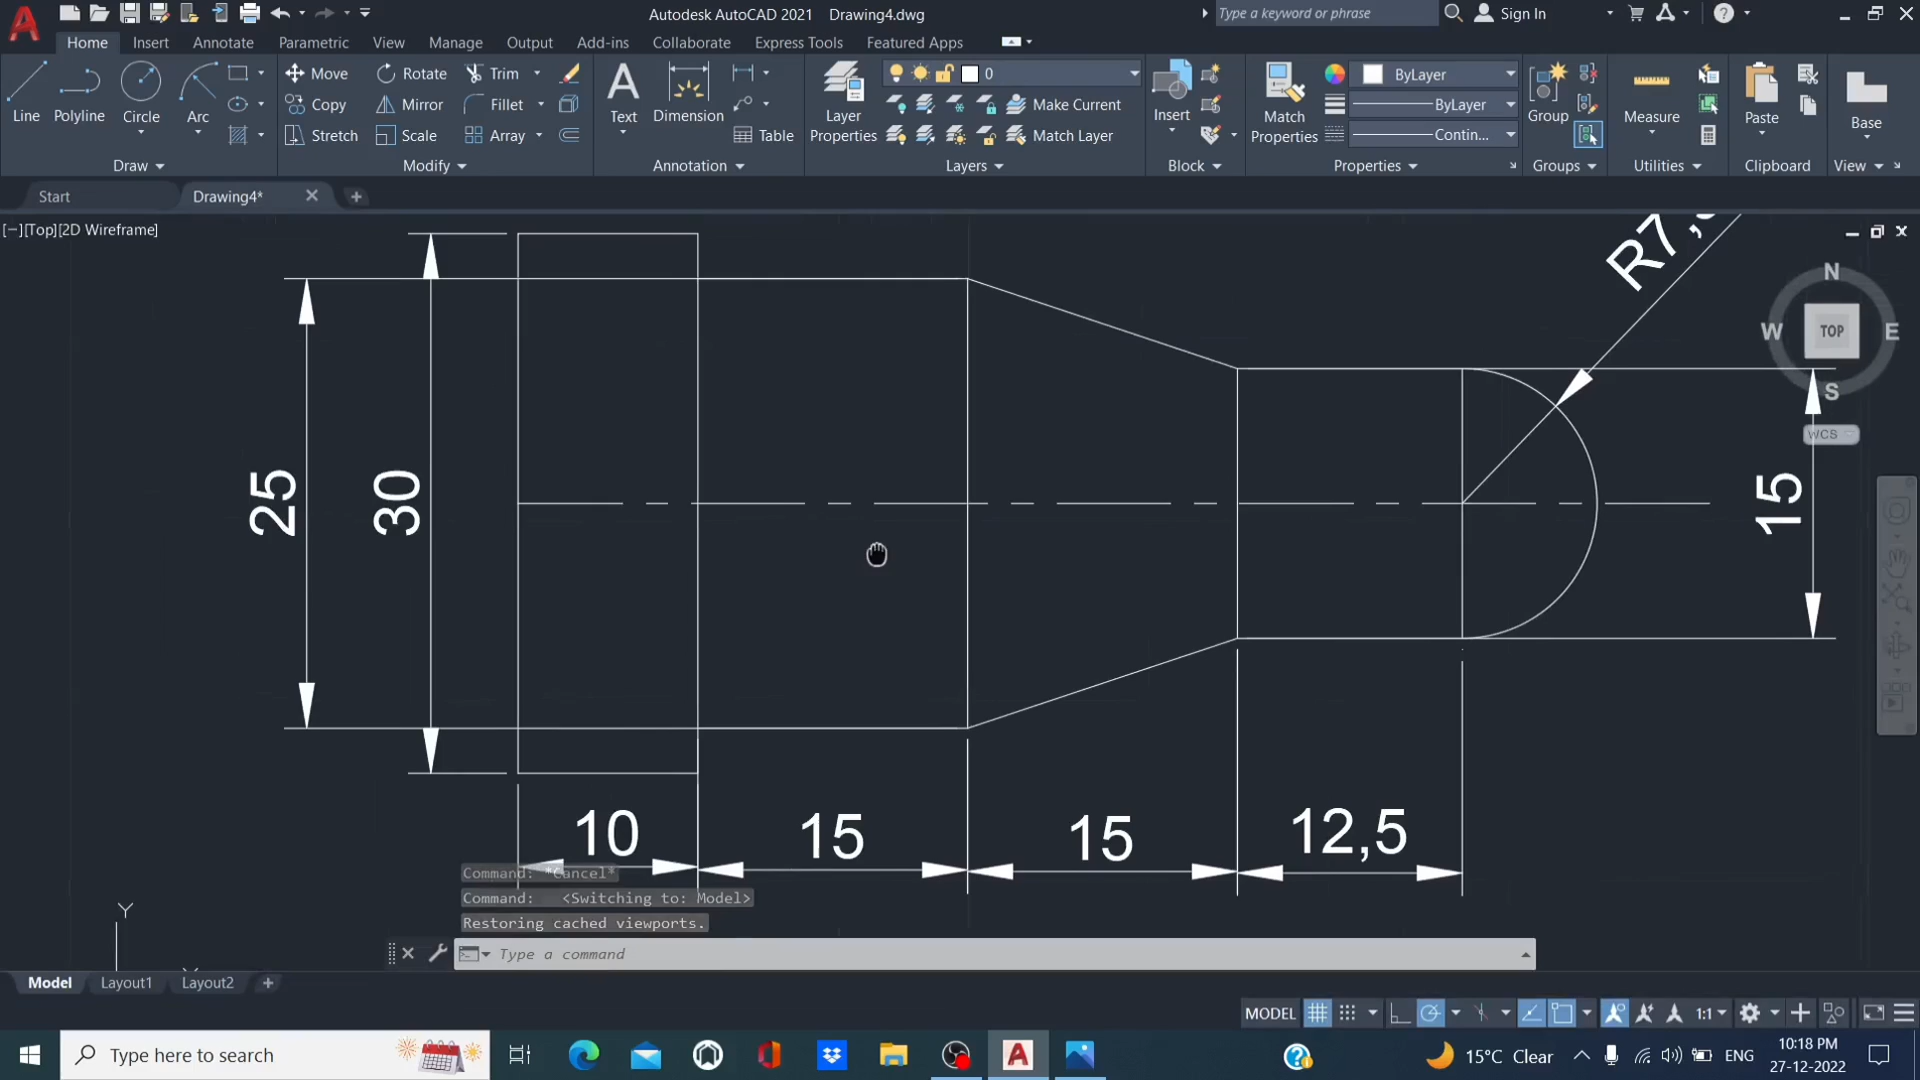 Autodesk AutoCAD 2021 Drawing4.dwg
Type a keyword or phrase
Sign In
Home Insert Annotate Parametric View Manage Output Add-ins Collaborate Express Tools Featured Apps
Line Polyline Circle Arc
Move Rotate Trim
Copy Mirror Fillet
Stretch Scale Array
Text Dimension Table
Layer Properties
0
Make Current
Match Layer
Insert
Match Properties
ByLayer
ByLayer
Contin...
Group
Measure
Paste
Base
Draw Modify Annotation Layers Block Properties Groups Utilities Clipboard View
Start Drawing4*
[−][Top][2D Wireframe]
N
W TOP E
S
WCS
R7,
25
30
15
10
15
15
12,5
Command: *Cancel*
Command: <Switching to: Model>
Restoring cached viewports.
Type a command
Y
Model Layout1 Layout2
MODEL 1:1
Type here to search
15°C Clear
ENG
10:18 PM
27-12-2022